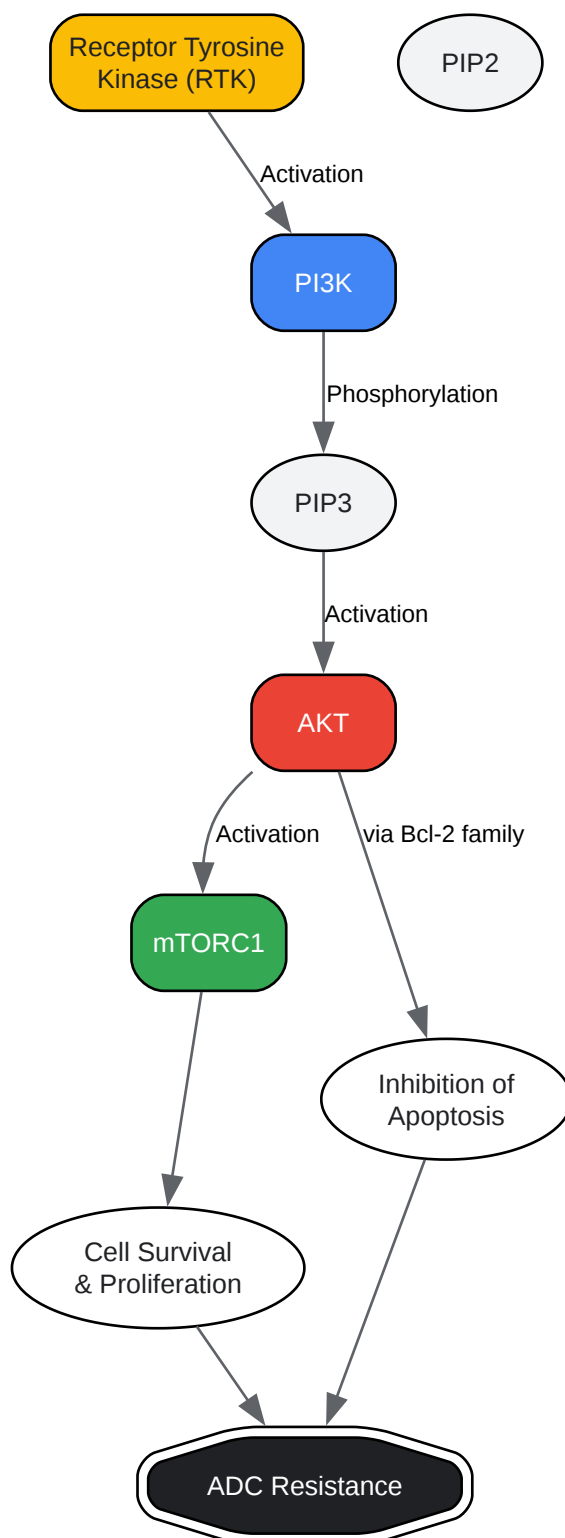 Receptor Tyrosine
Kinase (RTK)
PIP2
Activation
PI3K
Phosphorylation
PIP3
Activation
AKT
Activation
via Bcl-2 family
mTORC1
Inhibition of
Apoptosis
Cell Survival
& Proliferation
ADC Resistance